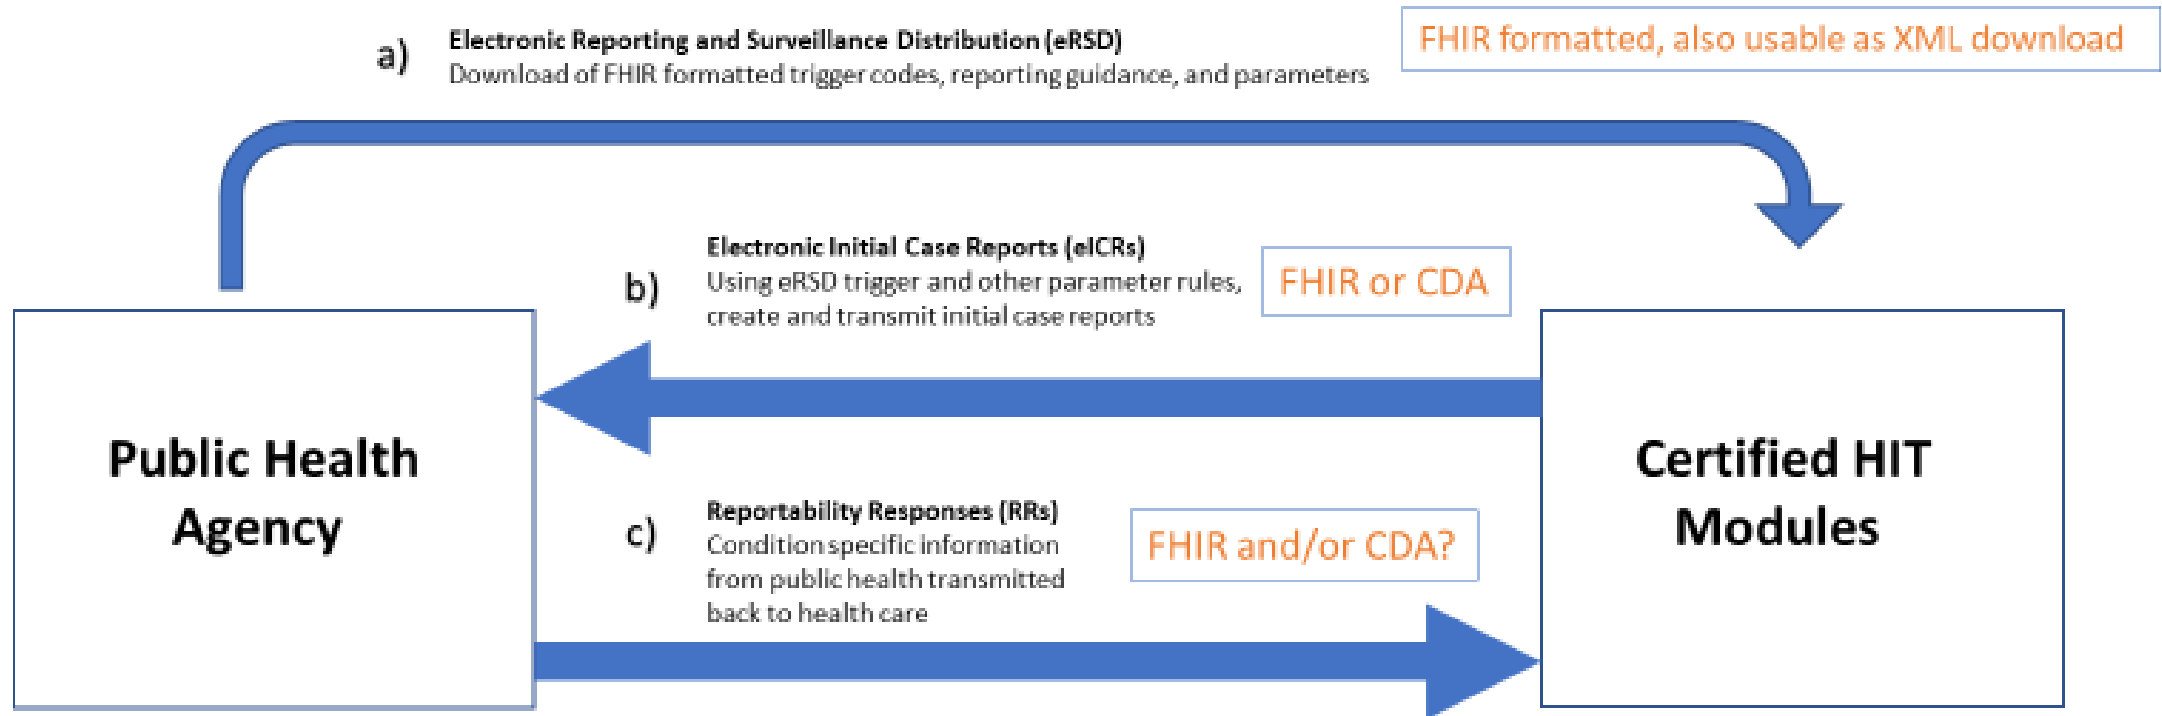 a)
Electronic Reporting and Surveillance Distribution (eRSD)
Download of FHIR formatted trigger codes, reporting guidance, and parameters
FHIR formatted, also usable as XML download
b)
Electronic Initial Case Reports (eICRs)
Using eRSD trigger and other parameter rules,
create and transmit initial case reports
FHIR or CDA
Public Health
Agency
Certified HIT
Modules
c)
Reportability Responses (RRs)
Condition specific information
from public health transmitted
back to health care
FHIR and/or CDA?